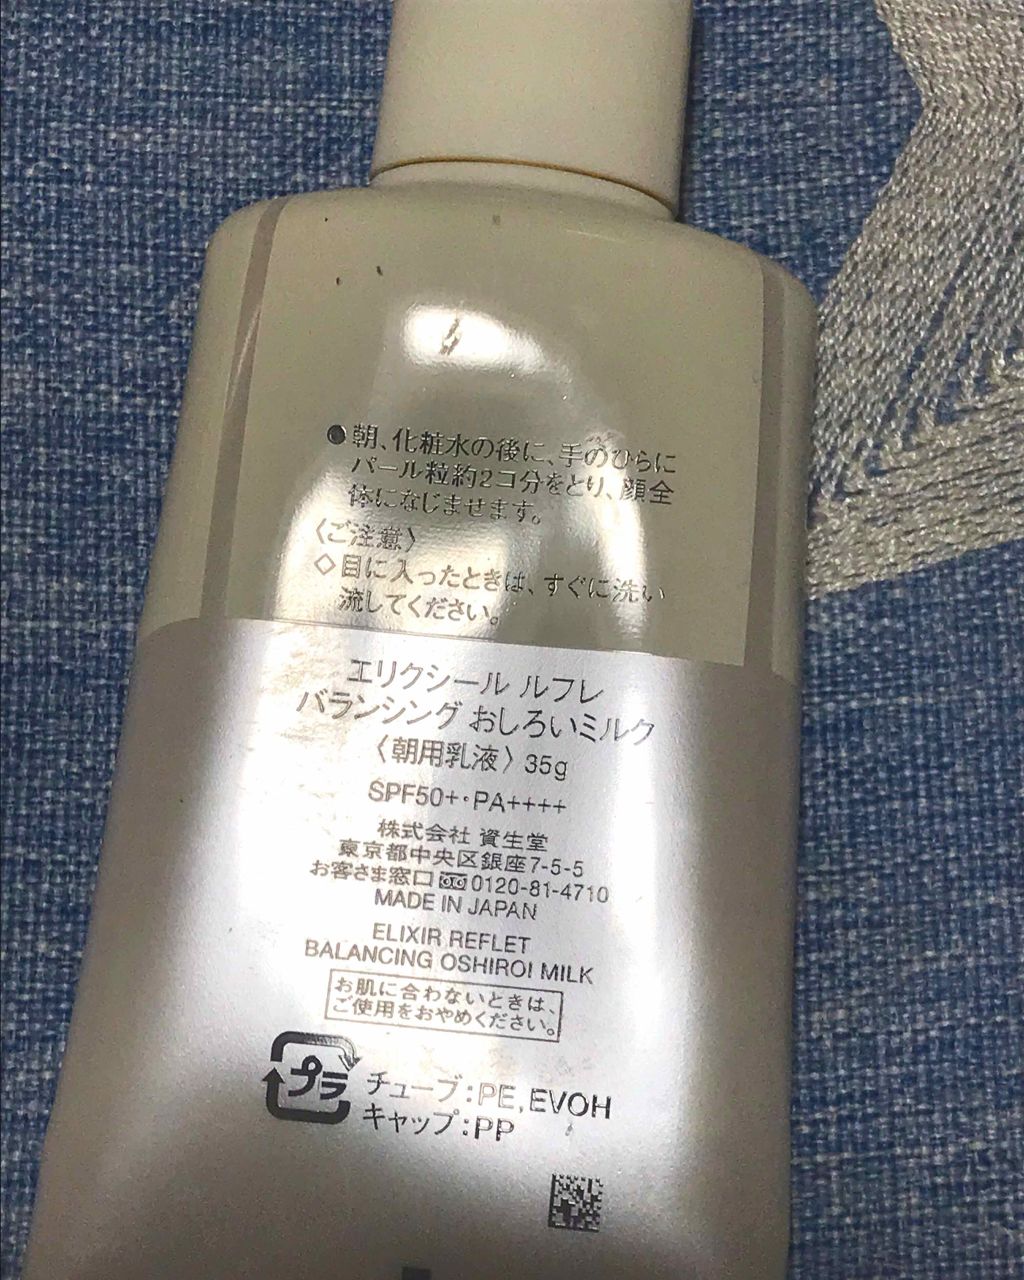 ●朝、化粧水の後に、手のひらに
パール粒約2コ分をとり、顔全
体になじませます。
〈ご注意〉
◇目に入ったときは、すぐに洗い
流してください。
エリクシール ルフレ
バランシング おしろいミルク
〈朝用乳液〉35g
SPF50+・PA++++
株式会社 資生堂
東京都中央区銀座7-5-5
お客さま窓口 0120-81-4710
MADE IN JAPAN
ELIXIR REFLET
BALANCING OSHIROI MILK
お肌に合わないときは、
ご使用をおやめください。
プラ
チューブ:PE,EVOH
キャップ:PP